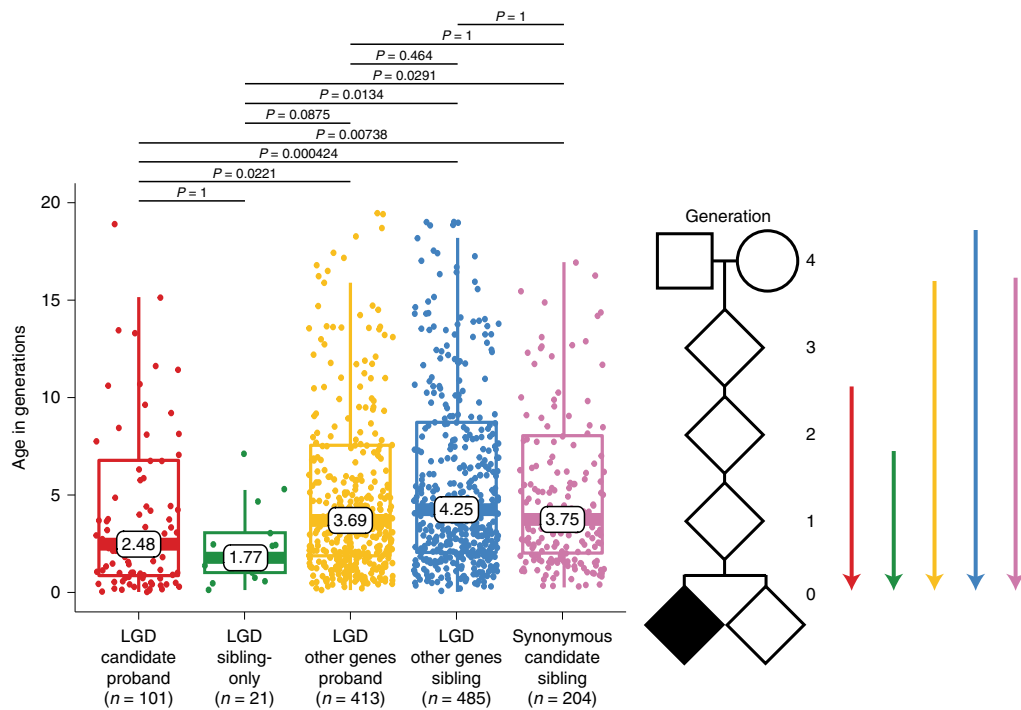 P = 1
P = 1
P = 0.464
P = 0.0291
P = 0.0134
P = 0.0875
P = 0.00738
P = 0.000424
P = 0.0221
P = 1
Age in generations
20
15
10
5
0
2.48
1.77
3.69
4.25
3.75
LGD
candidate
proband
(n = 101)
LGD
sibling-
only
(n = 21)
LGD
other genes
proband
(n = 413)
LGD
other genes
sibling
(n = 485)
Synonymous
candidate
sibling
(n = 204)
Generation
4
3
2
1
0